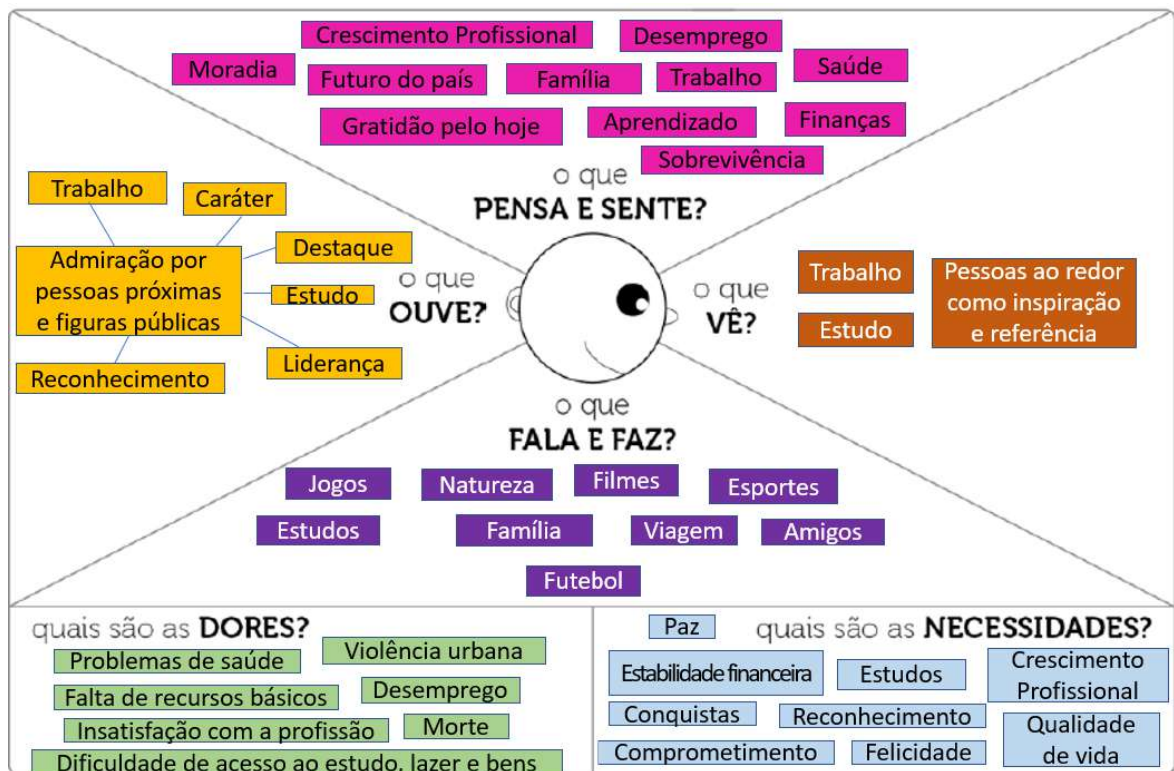 Crescimento Profissional
Desemprego
Moradia
Futuro do país
Família
Trabalho
Saúde
Gratidão pelo hoje
Aprendizado
Finanças
Sobrevivência
o que
PENSA E SENTE?
Trabalho
Caráter
Admiração por
pessoas próximas
e figuras públicas
Destaque
Estudo
Liderança
Reconhecimento
o que
OUVE?
o que
VÊ?
Trabalho
Estudo
Pessoas ao redor
como inspiração
e referência
o que
FALA E FAZ?
Jogos
Natureza
Filmes
Esportes
Estudos
Família
Viagem
Amigos
Futebol
quais são as DORES?
Problemas de saúde
Violência urbana
Falta de recursos básicos
Desemprego
Insatisfação com a profissão
Morte
Dificuldade de acesso ao estudo, lazer e bens
Paz
quais são as NECESSIDADES?
Estabilidade financeira
Estudos
Crescimento
Profissional
Conquistas
Reconhecimento
Qualidade
de vida
Comprometimento
Felicidade